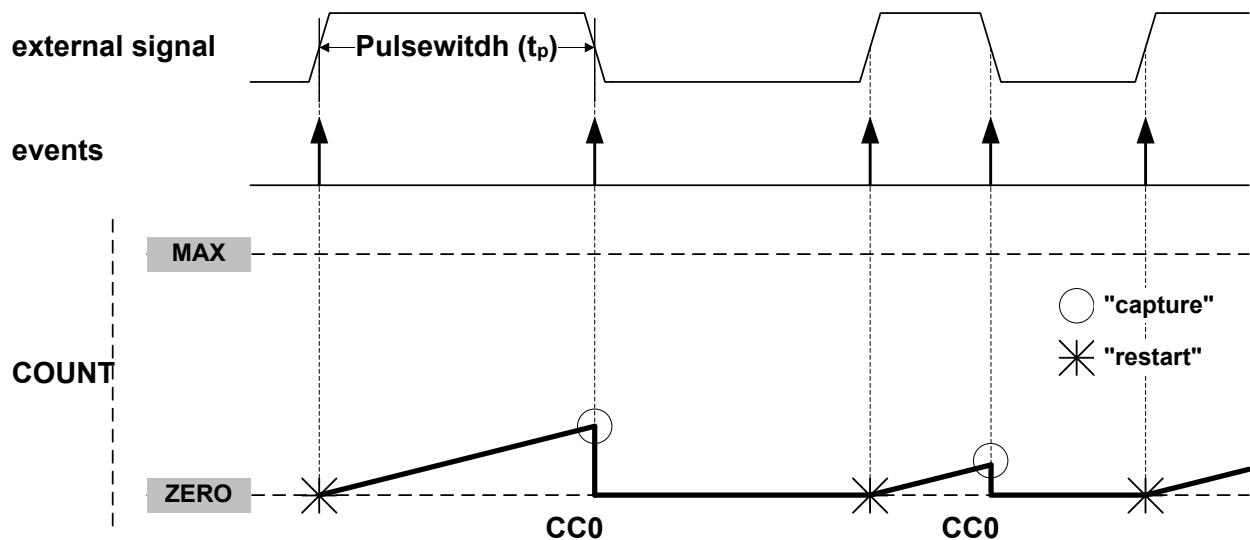 external signal
Pulsewitdh (tp)
events
MAX
"capture"
"restart"
COUNT
ZERO
CC0 CC0